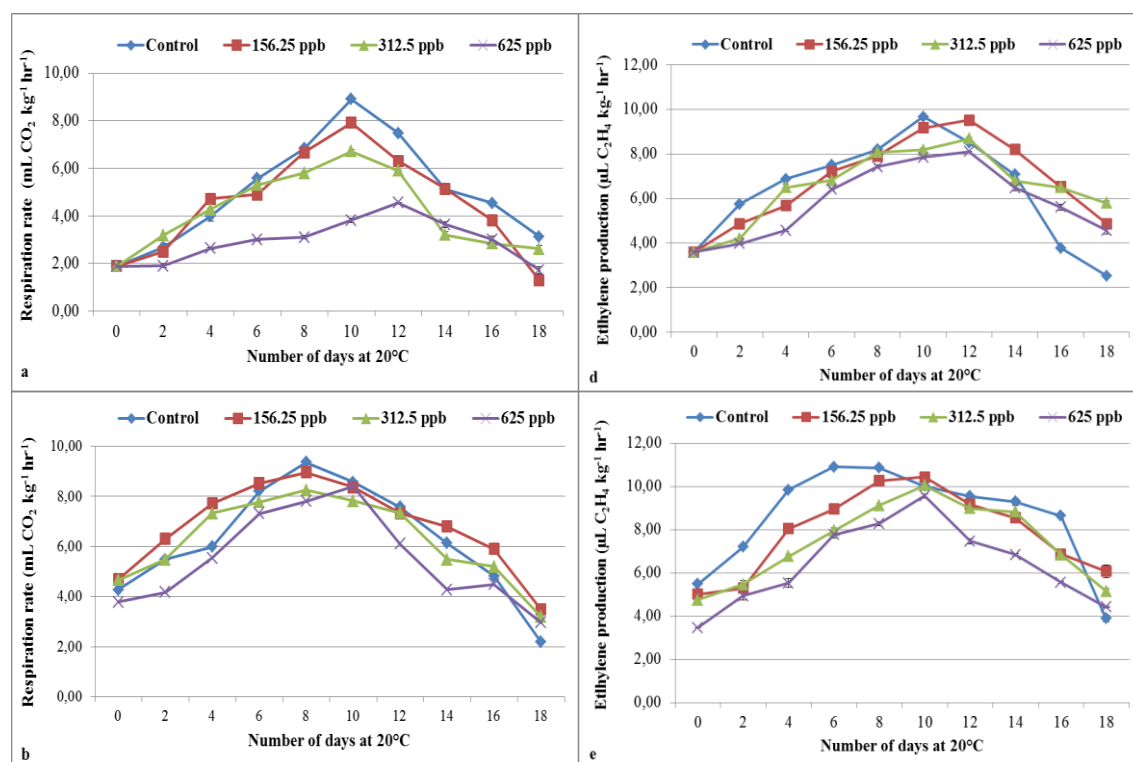 Control 156.25 ppb 312.5 ppb 625 ppb
Respiration rate (mL CO₂ kg⁻¹ hr⁻¹)
10,00
8,00
6,00
4,00
2,00
0,00
0 2 4 6 8 10 12 14 16 18
Number of days at 20°C
a
Control 156.25 ppb 312.5 ppb 625 ppb
Etlhylene production (µL C₂H₄ kg-¹ hr⁻¹)
12,00
10,00
8,00
6,00
4,00
2,00
0,00
0 2 4 6 8 10 12 14 16 18
Number of days at 20°C
d
Control 156.25 ppb 312.5 ppb 625 ppb
Respiration rate (mL CO₂ kg⁻¹ hr⁻¹)
10,00
8,00
6,00
4,00
2,00
0,00
0 2 4 6 8 10 12 14 16 18
Number of days at 20°C
b
Control 156.25 ppb 312.5 ppb 625 ppb
Etlhylene production (µL C₂H₄ kg⁻¹ hr⁻¹)
12,00
10,00
8,00
6,00
4,00
2,00
0,00
0 2 4 6 8 10 12 14 16 18
Number of days at 20°C
e